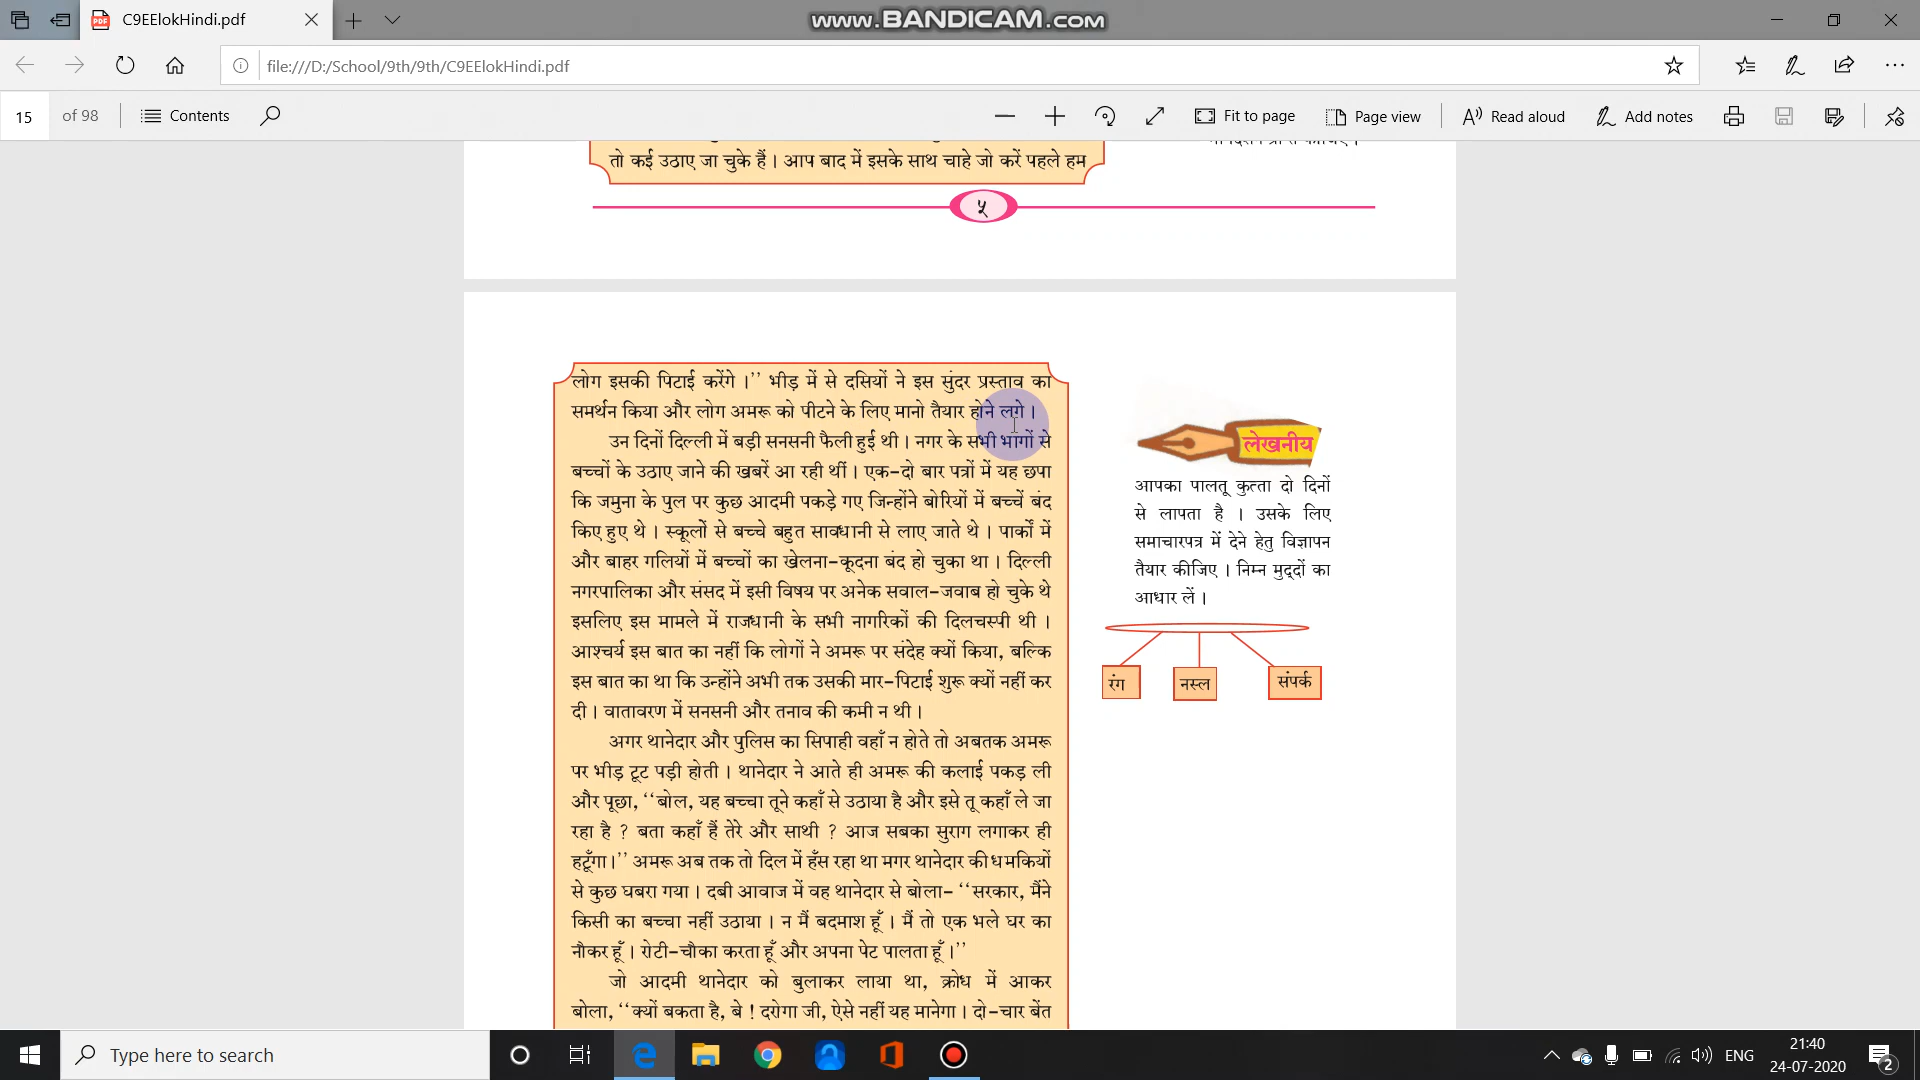 C9EElokHindi.pdf
www.BANDICAM.com
file:///D:/School/9th/9th/C9EElokHindi.pdf
15 of 98
Contents
Fit to page
Page view
Read aloud
Add notes
तो कई उठाए जा चुके हैं । आप बाद में इसके साथ चाहे जो करें पहले हम
५
लोग इसकी पिटाई करेंगे ।’’ भीड़ में से दसियों ने इस सुंदर प्रस्ताव का
समर्थन किया और लोग अमरू को पीटने के लिए मानो तैयार होने लगे ।
उन दिनों दिल्ली में बड़ी सनसनी फैली हुई थी । नगर के सभी भागों से
बच्चों के उठाए जाने की खबरें आ रही थीं । एक-दो बार पत्रों में यह छपा
कि जमुना के पुल पर कुछ आदमी पकड़े गए जिन्होंने बोरियों में बच्चें बंद
किए हुए थे । स्कूलों से बच्चे बहुत सावधानी से लाए जाते थे । पार्कों में
और बाहर गलियों में बच्चों का खेलना-कूदना बंद हो चुका था । दिल्ली
नगरपालिका और संसद में इसी विषय पर अनेक सवाल-जवाब हो चुके थे
इसलिए इस मामले में राजधानी के सभी नागरिकों की दिलचस्पी थी ।
आश्चर्य इस बात का नहीं कि लोगों ने अमरू पर संदेह क्यों किया, बल्कि
इस बात का था कि उन्होंने अभी तक उसकी मार-पिटाई शुरू क्यों नहीं कर
दी । वातावरण में सनसनी और तनाव की कमी न थी ।
अगर थानेदार और पुलिस का सिपाही वहाँ न होते तो अबतक अमरू
पर भीड़ टूट पड़ी होती । थानेदार ने आते ही अमरू की कलाई पकड़ ली
और पूछा, ‘‘बोल, यह बच्चा तूने कहाँ से उठाया है और इसे तू कहाँ ले जा
रहा है ? बता कहाँ हैं तेरे और साथी ? आज सबका सुराग लगाकर ही
हटूँगा।’’ अमरू अब तक तो दिल में हँस रहा था मगर थानेदार की धमकियों
से कुछ घबरा गया । दबी आवाज में वह थानेदार से बोला- ‘‘सरकार, मैंने
किसी का बच्चा नहीं उठाया । न मैं बदमाश हूँ । मैं तो एक भले घर का
नौकर हूँ । रोटी-चौका करता हूँ और अपना पेट पालता हूँ ।’’
जो आदमी थानेदार को बुलाकर लाया था, क्रोध में आकर
बोला, ‘‘क्यों बकता है, बे ! दरोगा जी, ऐसे नहीं यह मानेगा । दो-चार बेंत
लेखनीय
आपका पालतू कुत्ता दो दिनों
से लापता है । उसके लिए
समाचारपत्र में देने हेतु विज्ञापन
तैयार कीजिए । निम्न मुद्दों का
आधार लें ।
रंग
नस्ल
संपर्क
Type here to search
ENG
21:40
24-07-2020
2